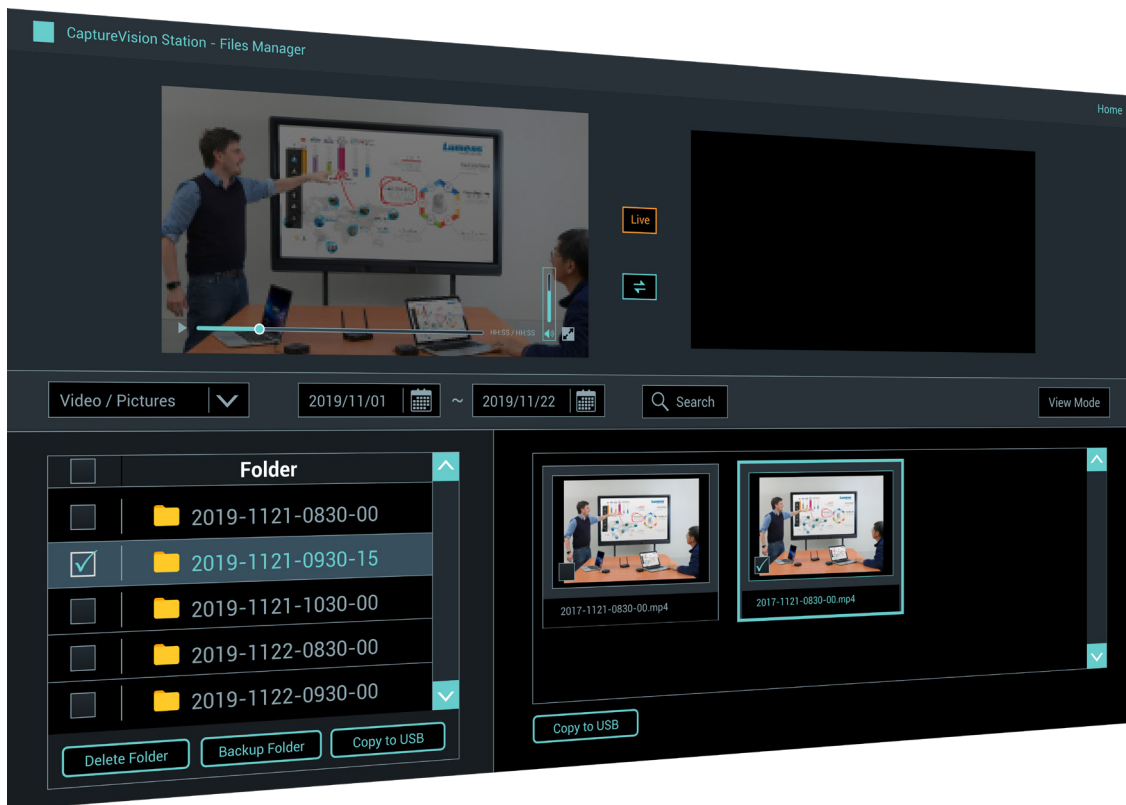 CaptureVision Station - Files Manager
Home
Lumens
Live
HH:SS / HH:SS
Video / Pictures
2019/11/01 ~ 2019/11/22
Search
View Mode
Folder
2019-1121-0830-00
2019-1121-0930-15
2019-1121-1030-00
2019-1122-0830-00
2019-1122-0930-00
Delete Folder
Backup Folder
Copy to USB
2017-1121-0830-00.mp4
2017-1121-0830-00.mp4
Copy to USB